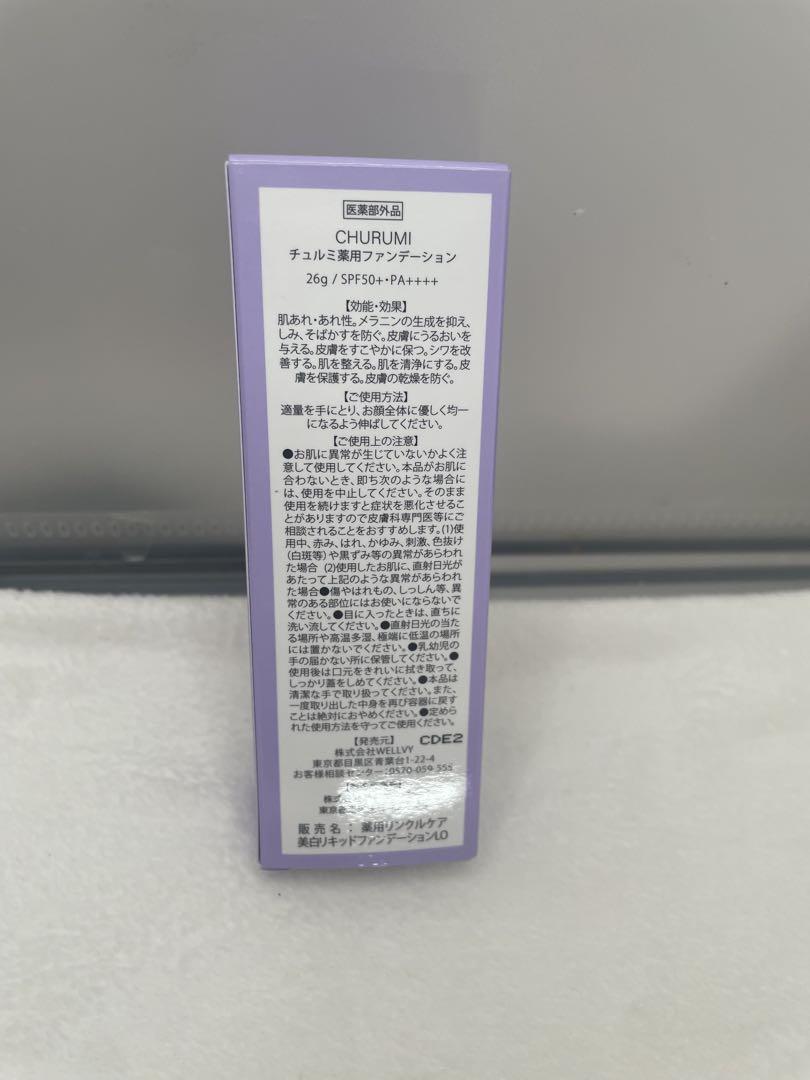 医薬部外品
CHURUMI
チュルミ薬用ファンデーション
26g / SPF50+・PA++++
【効能・効果】
肌あれ・あれ性。メラニンの生成を抑え、
しみ、そばかすを防ぐ。皮膚にうるおいを
与える。皮膚をすこやかに保つ。シワを改
善する。肌を整える。肌を清浄にする。皮
膚を保護する。皮膚の乾燥を防ぐ。
【ご使用方法】
適量を手にとり、お顔全体に優しく均一
になるよう伸ばしてください。
【ご使用上の注意】
●お肌に異常が生じていないかよく注
意して使用してください。本品がお肌に
合わないとき、即ち次のような場合に
は、使用を中止してください。そのまま
使用を続けますと症状を悪化させるこ
とがありますので皮膚科専門医等にご
相談されることをおすすめします。(1)使
用中、赤み、はれ、かゆみ、刺激、色抜け
(白斑等)や黒ずみ等の異常があらわれ
た場合 (2)使用したお肌に、直射日光が
あたって上記のような異常があらわれ
た場合●傷やはれもの、しっしん等、異
常のある部位にはお使いにならないで
ください。●目に入ったときは、直ちに
洗い流してください。●直射日光の当た
る場所や高温多湿、極端に低温の場所
には置かないでください。●乳幼児の
手の届かない所に保管してください。●
使用後は口元をきれいに拭き取って、
しっかり蓋をしめてください。●本品は
清潔な手で取り扱ってください。また、
一度取り出した中身を再び容器に戻す
ことは絶対におやめください。●定めら
れた使用方法を守ってご使用ください。
【発売元】 CDE2
株式会社WELLVY
東京都目黒区青葉台1-22-4
お客様相談センター:0570-059-555
株式
東京
販売名:薬用リンクルケア
美白リキッドファンデーションLO